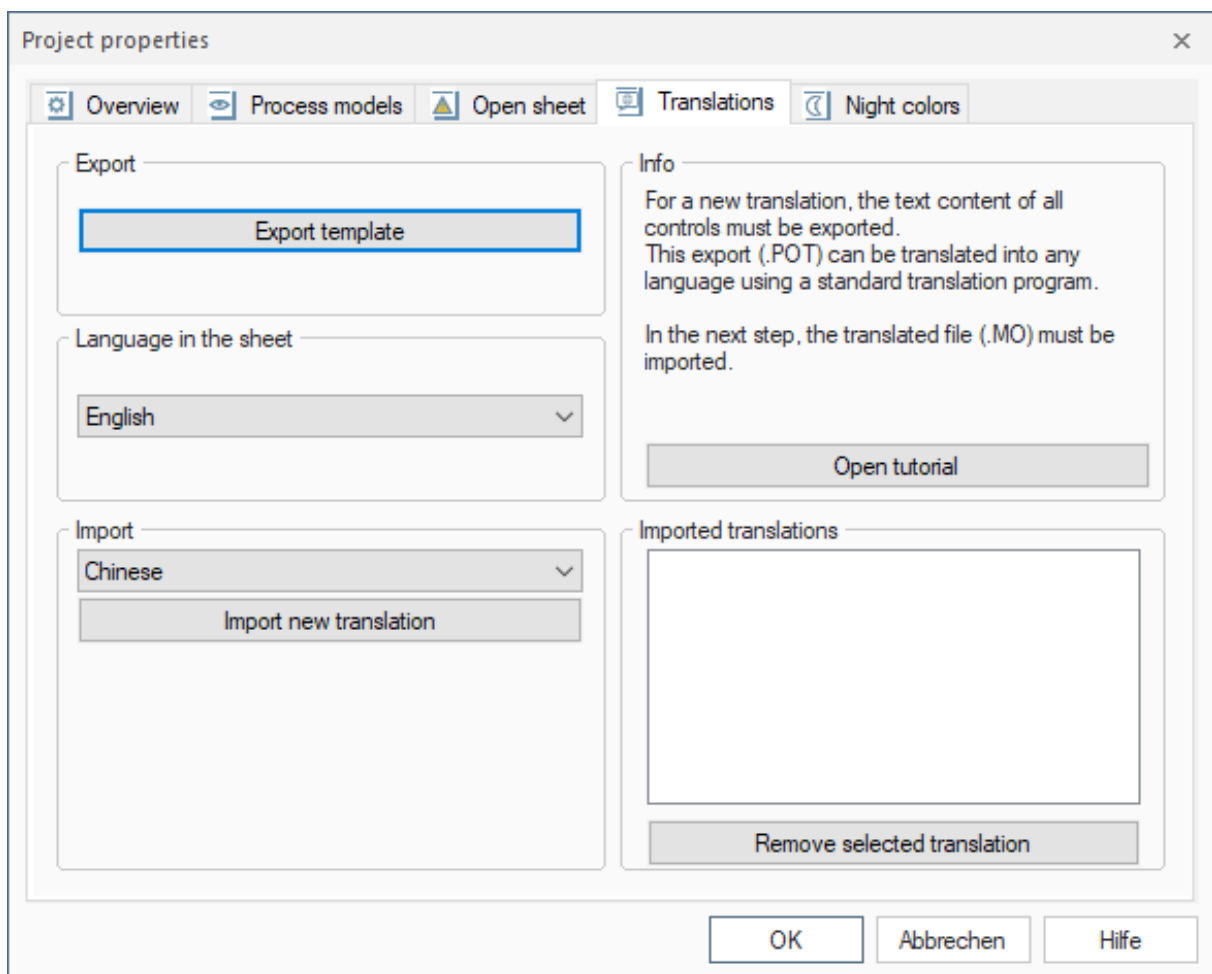 Project properties
Overview
Process models
Open sheet
Translations
Night colors
Export
Export template
Language in the sheet
English
Import
Chinese
Import new translation
Info
For a new translation, the text content of all
controls must be exported.
This export (.POT) can be translated into any
language using a standard translation program.
In the next step, the translated file (.MO) must be
imported.
Open tutorial
Imported translations
Remove selected translation
OK
Abbrechen
Hilfe